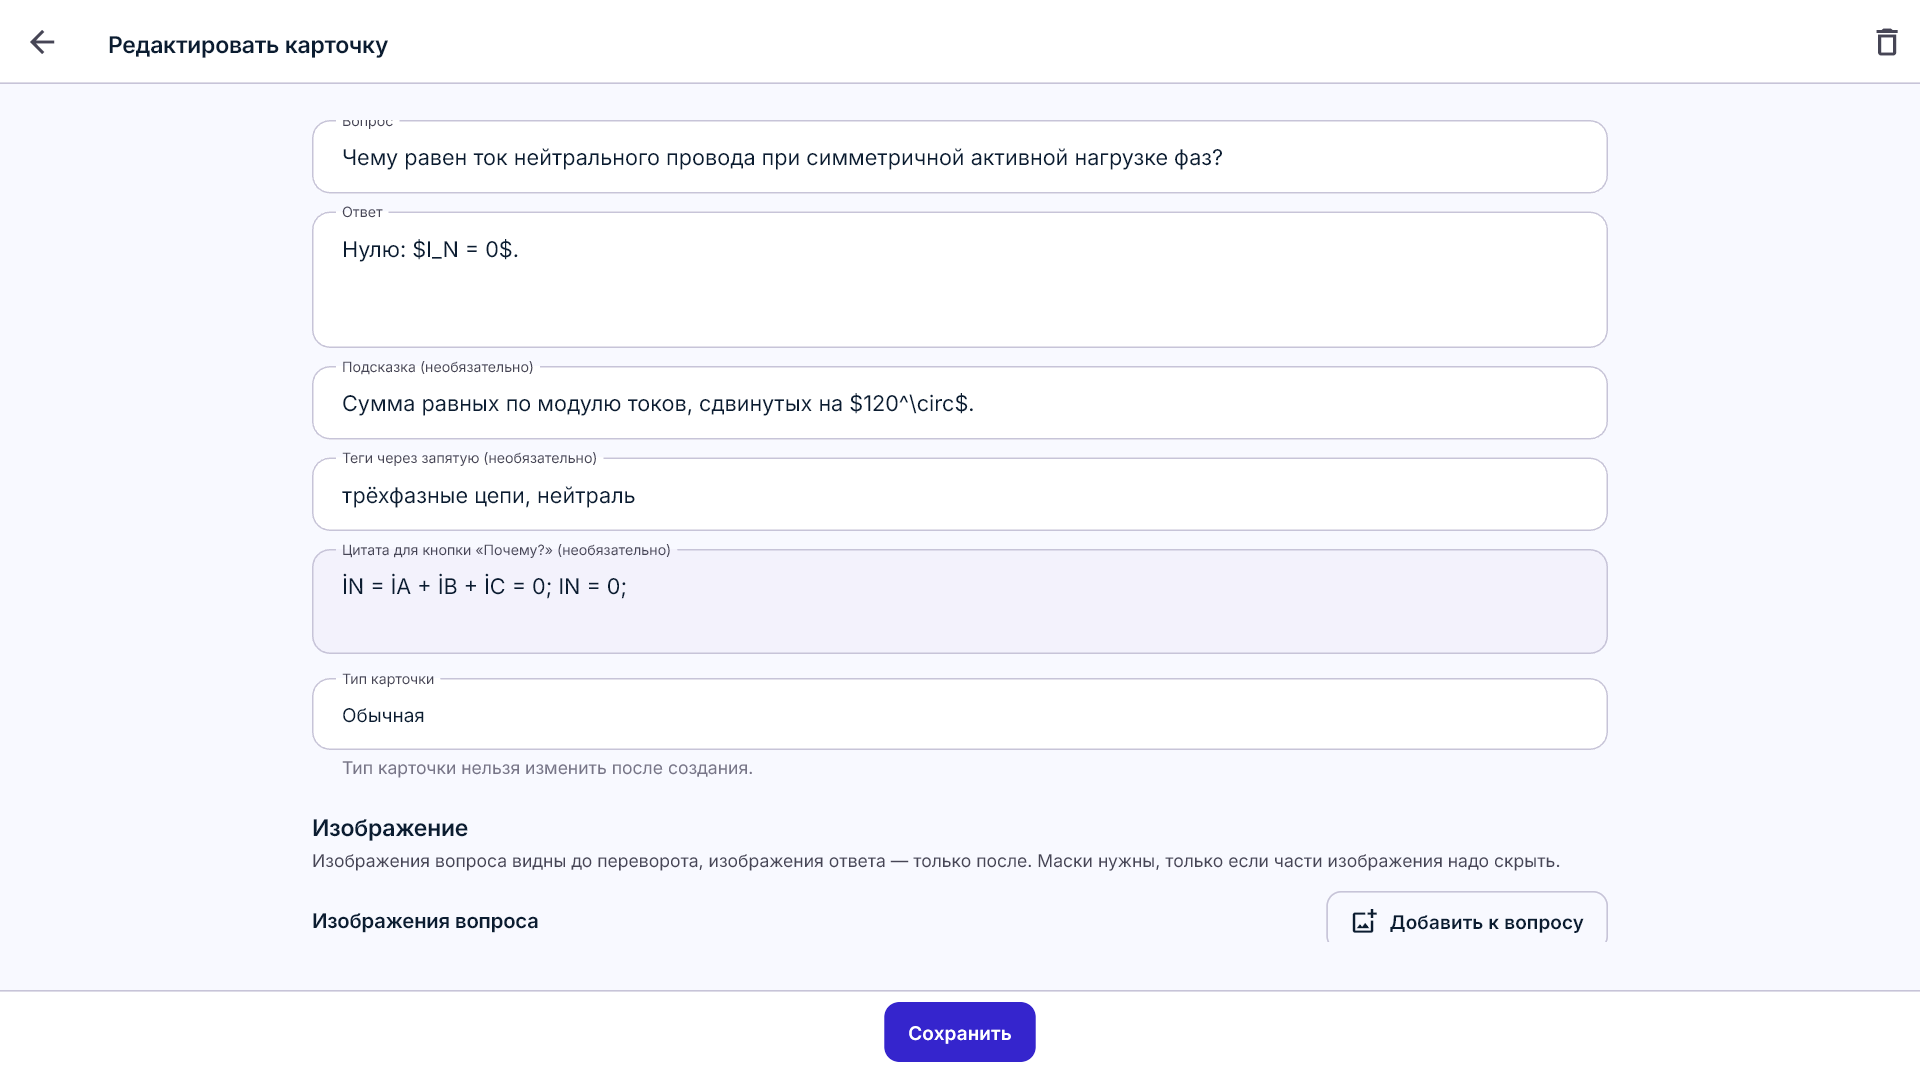 Редактировать карточку
Вопрос
Чему равен ток нейтрального провода при симметричной активной нагрузке фаз?
Ответ
Нулю: $I_N = 0$.
Подсказка (необязательно)
Сумма равных по модулю токов, сдвинутых на $120^\circ$.
Теги через запятую (необязательно)
трёхфазные цепи, нейтраль
Цитата для кнопки «Почему?» (необязательно)
İN = İA + İB + İC = 0; IN = 0;
Тип карточки
Обычная
Тип карточки нельзя изменить после создания.
Изображение
Изображения вопроса видны до переворота, изображения ответа — только после. Маски нужны, только если части изображения надо скрыть.
Изображения вопроса
Добавить к вопросу
Сохранить